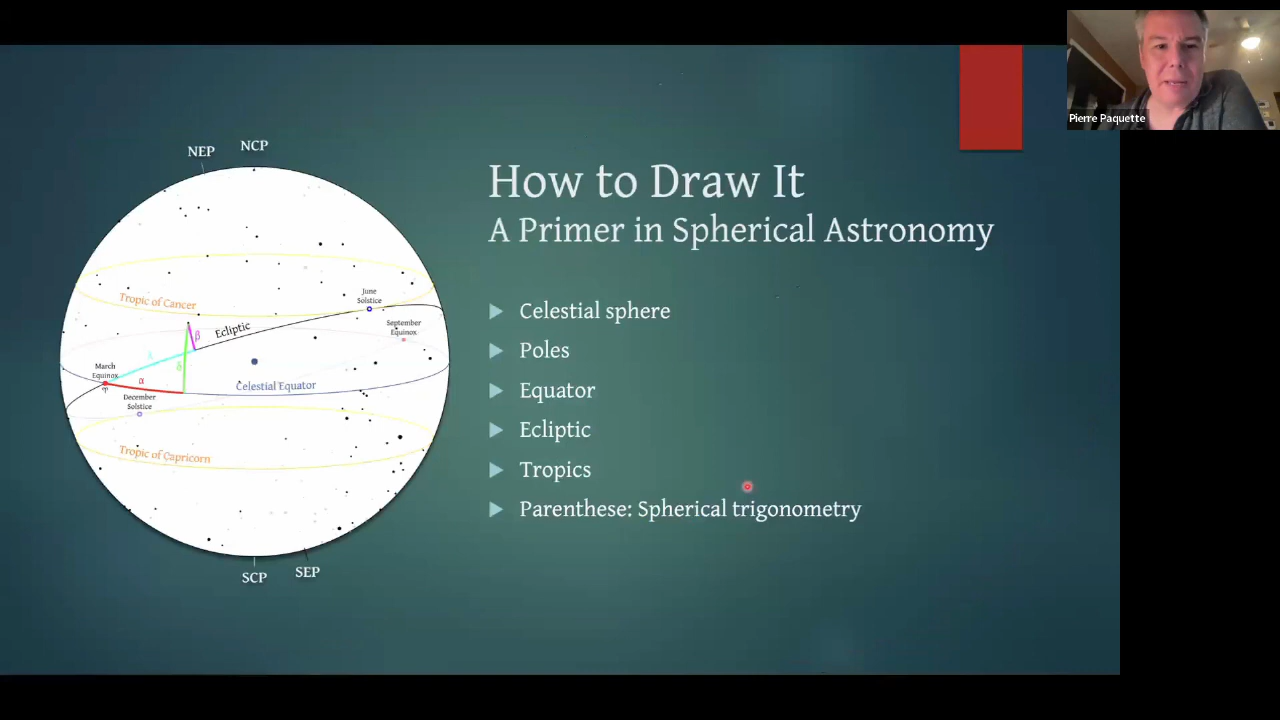 Pierre Paquette
NEP
NCP
How to Draw It
A Primer in Spherical Astronomy
Tropic of Cancer
June
Solstice
September
Equinox
Ecliptic
β
λ
δ
March
Equinox
♈
α
Celestial Equator
December
Solstice
Tropic of Capricorn
SCP
SEP
Celestial sphere
Poles
Equator
Ecliptic
Tropics
Parenthese: Spherical trigonometry